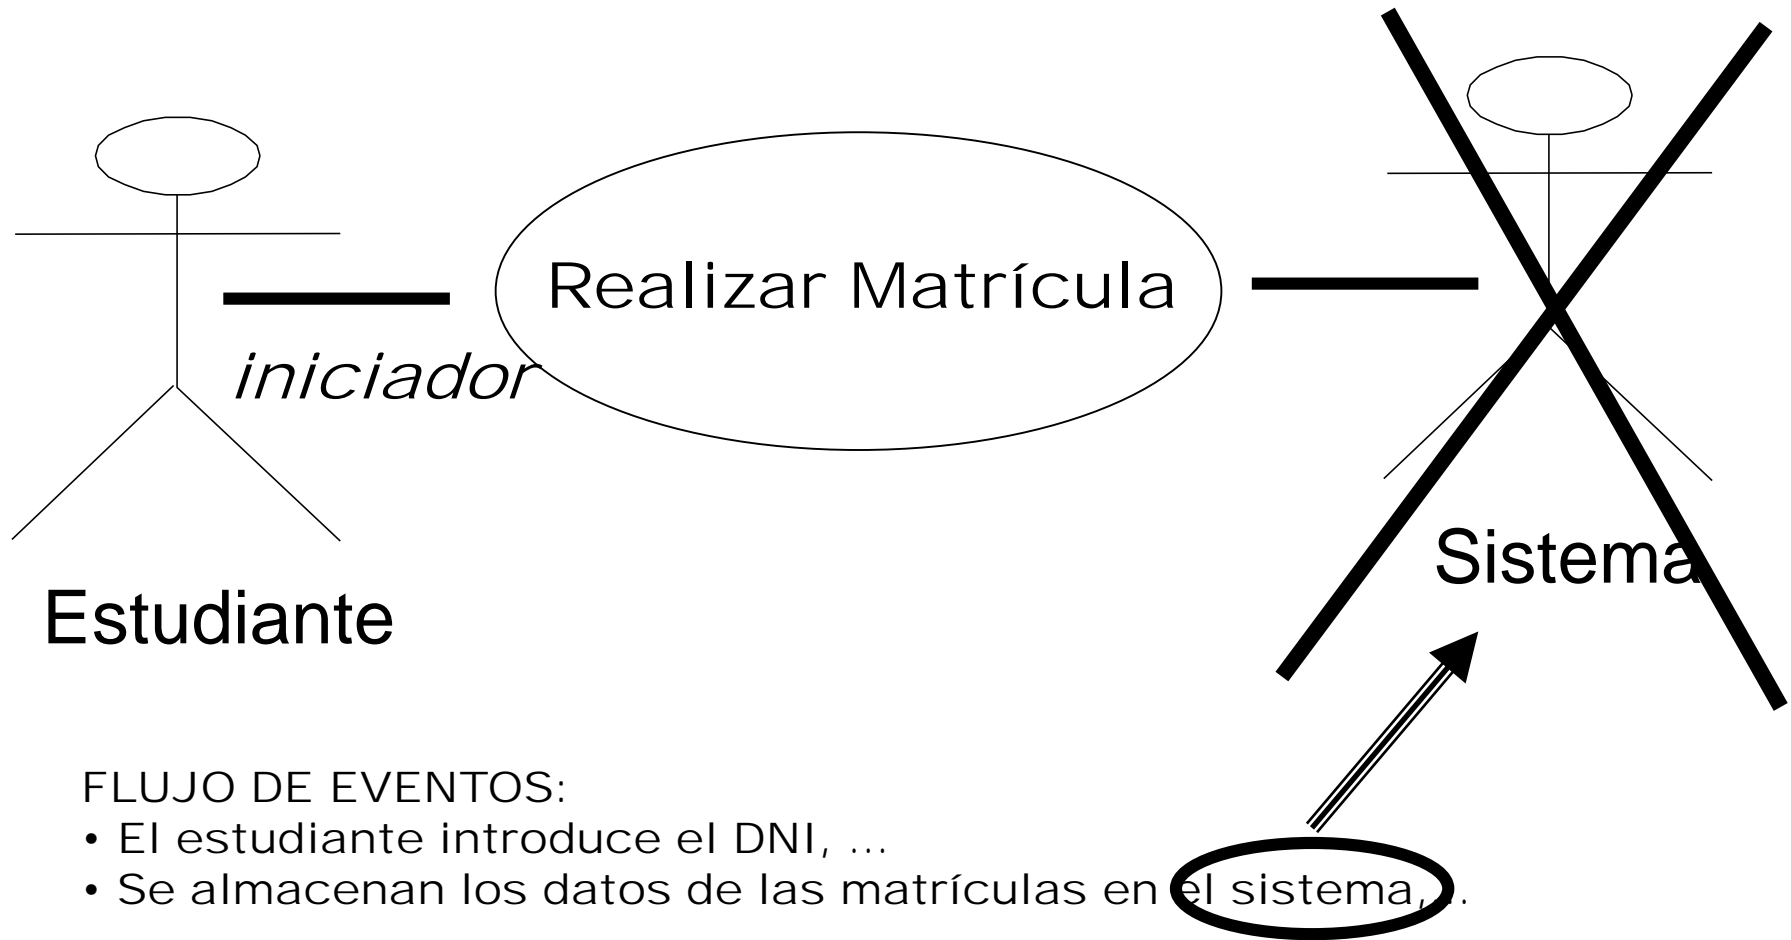 Realizar Matrícula
iniciador
Sistema
Estudiante
FLUJO DE EVENTOS:
• El estudiante introduce el DNI, ...
• Se almacenan los datos de las matrículas en el sistema,...